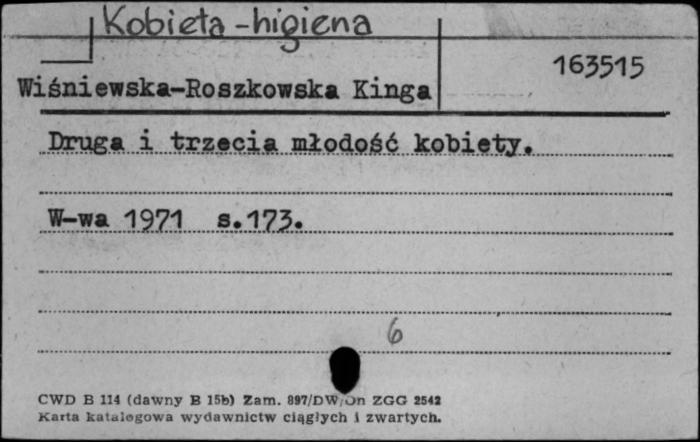 Kobieta - higiena
163515
Wiśniewska-Roszkowska Kinga
Druga i trzecia młodość kobiety.
W-wa 1971 s.173.
6
CWD B 114 (dawny B 15b) Zam. 897/DW/On ZGG 2542
Karta katalogowa wydawnictw ciągłych i zwartych.